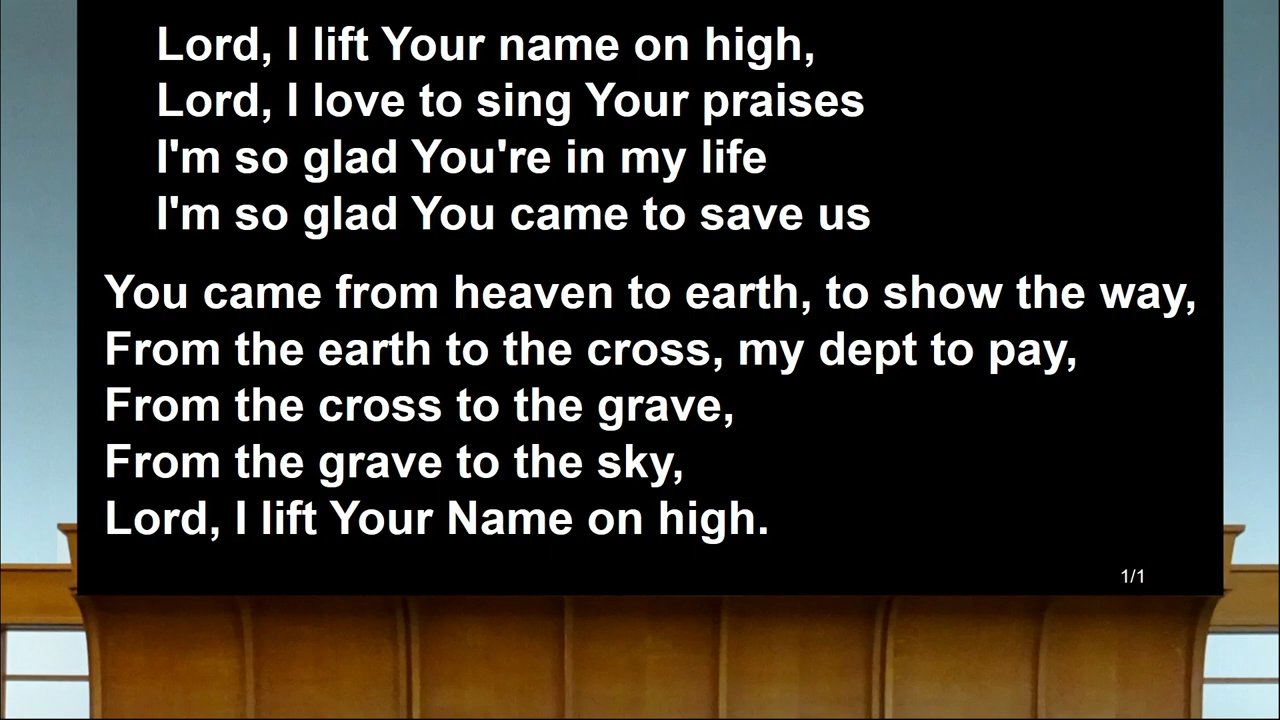 Lord, I lift Your name on high,
Lord, I love to sing Your praises
I'm so glad You're in my life
I'm so glad You came to save us
You came from heaven to earth, to show the way,
From the earth to the cross, my dept to pay,
From the cross to the grave,
From the grave to the sky,
Lord, I lift Your Name on high.
1/1